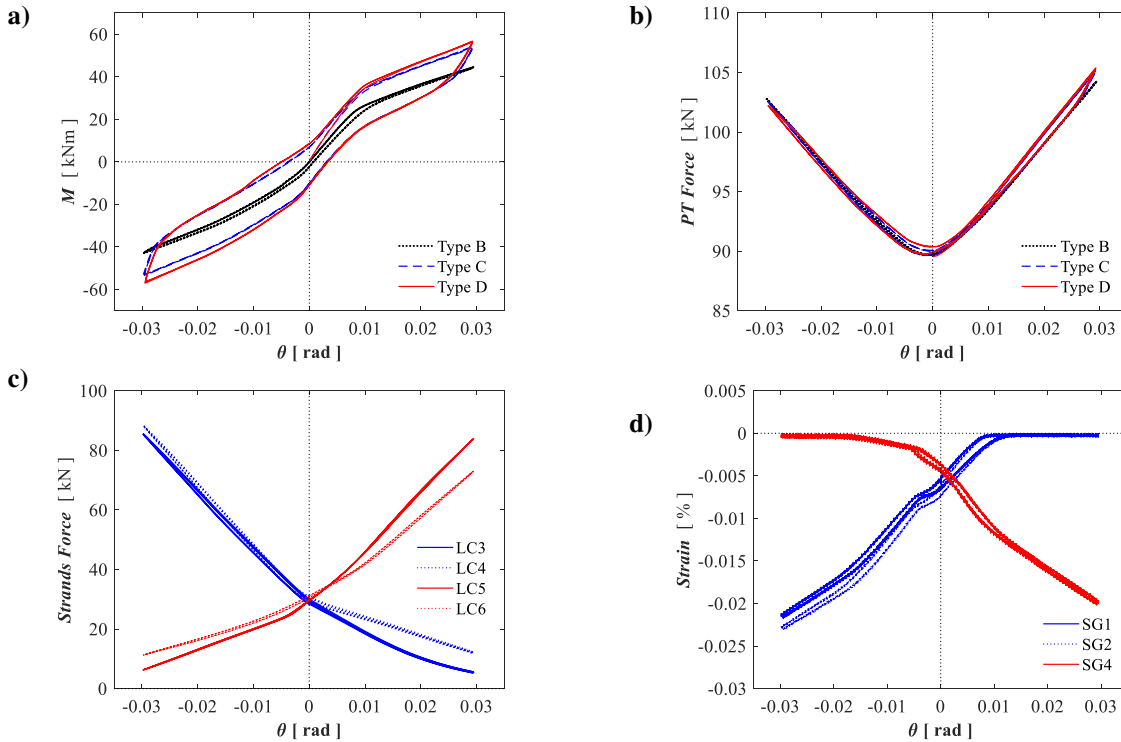 a)
60
40
20
0
-20
-40
-60
M [ kNm ]
-0.03 -0.02 -0.01 0 0.01 0.02 0.03
θ [ rad ]
Type B
Type C
Type D
b)
110
105
100
95
90
85
PT Force [ kN ]
-0.03 -0.02 -0.01 0 0.01 0.02 0.03
θ [ rad ]
Type B
Type C
Type D
c)
100
80
60
40
20
0
Strands Force [ kN ]
-0.03 -0.02 -0.01 0 0.01 0.02 0.03
θ [ rad ]
LC3
LC4
LC5
LC6
d)
0.005
0
-0.005
-0.01
-0.015
-0.02
-0.025
-0.03
Strain [ % ]
-0.03 -0.02 -0.01 0 0.01 0.02 0.03
θ [ rad ]
SG1
SG2
SG4